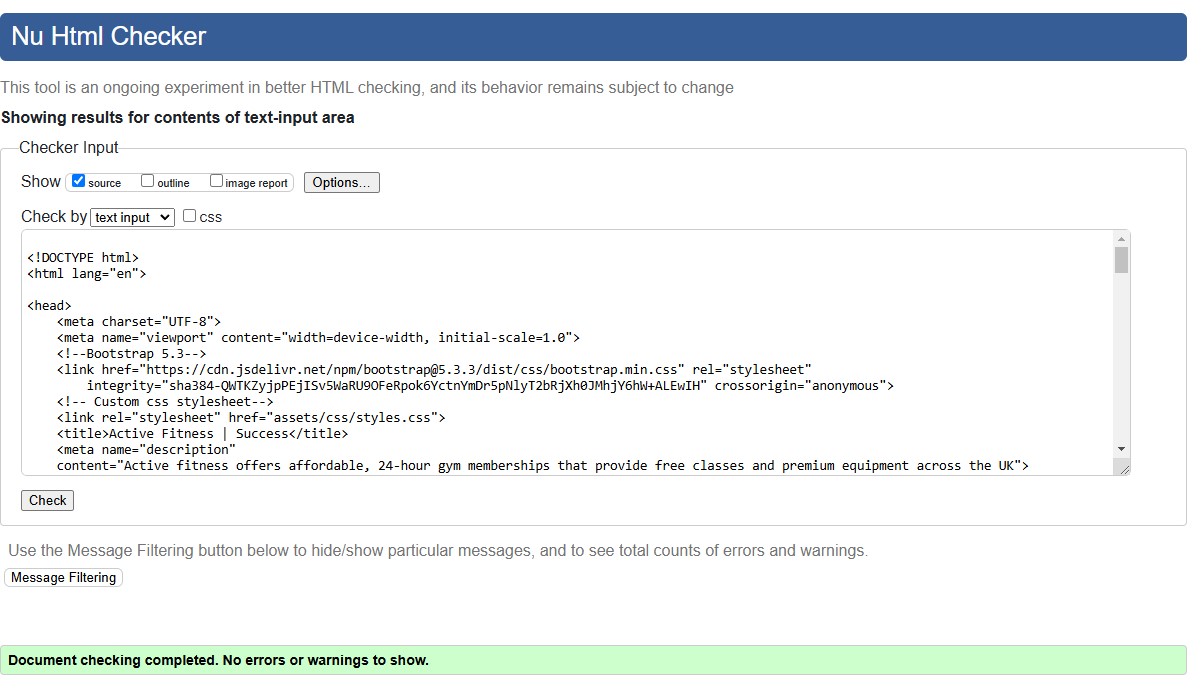 Nu Html Checker
This tool is an ongoing experiment in better HTML checking, and its behavior remains subject to change
Showing results for contents of text-input area
Checker Input
Show source outline image report Options...
Check by text input css
<!DOCTYPE html>
<html lang="en">
<head>
<meta charset="UTF-8">
<meta name="viewport" content="width=device-width, initial-scale=1.0">
<!--Bootstrap 5.3-->
<link href="https://cdn.jsdelivr.net/npm/bootstrap@5.3.3/dist/css/bootstrap.min.css" rel="stylesheet"
integrity="sha384-QWTKZyjpPEjISv5WaRU9OFeRpok6YctnYmDr5pNlyT2bRjXh0JMhjY6hW+ALEwIH" crossorigin="anonymous">
<!-- Custom css stylesheet-->
<link rel="stylesheet" href="assets/css/styles.css">
<title>Active Fitness | Success</title>
<meta name="description"
content="Active fitness offers affordable, 24-hour gym memberships that provide free classes and premium equipment across the UK">
Check
Use the Message Filtering button below to hide/show particular messages, and to see total counts of errors and warnings.
Message Filtering
Document checking completed. No errors or warnings to show.